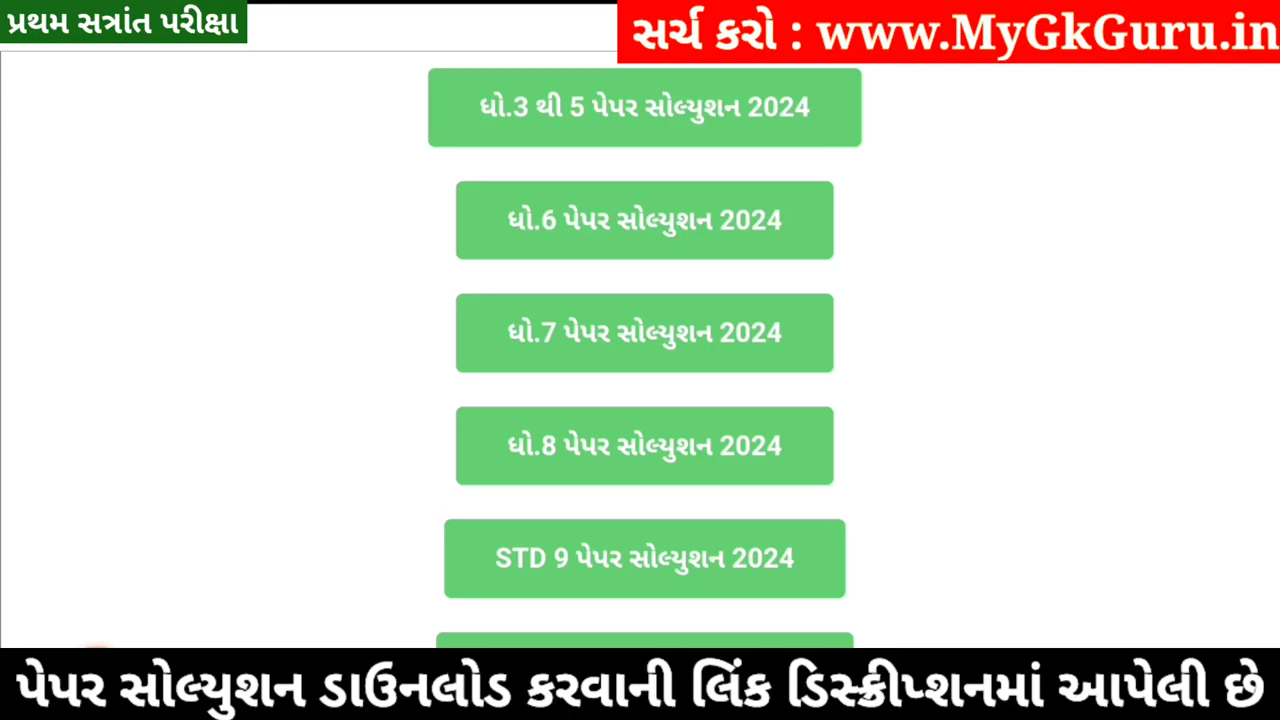 પ્રથમ સત્રાંત પરીક્ષા
સર્ચ કરો : www.MyGkGuru.in
ધો.3 થી 5 પેપર સોલ્યુશન 2024
ધો.6 પેપર સોલ્યુશન 2024
ધો.7 પેપર સોલ્યુશન 2024
ધો.8 પેપર સોલ્યુશન 2024
STD 9 પેપર સોલ્યુશન 2024
પેપર સોલ્યુશન ડાઉનલોડ કરવાની લિંક ડિસ્ક્રીપ્શનમાં આપેલી છે